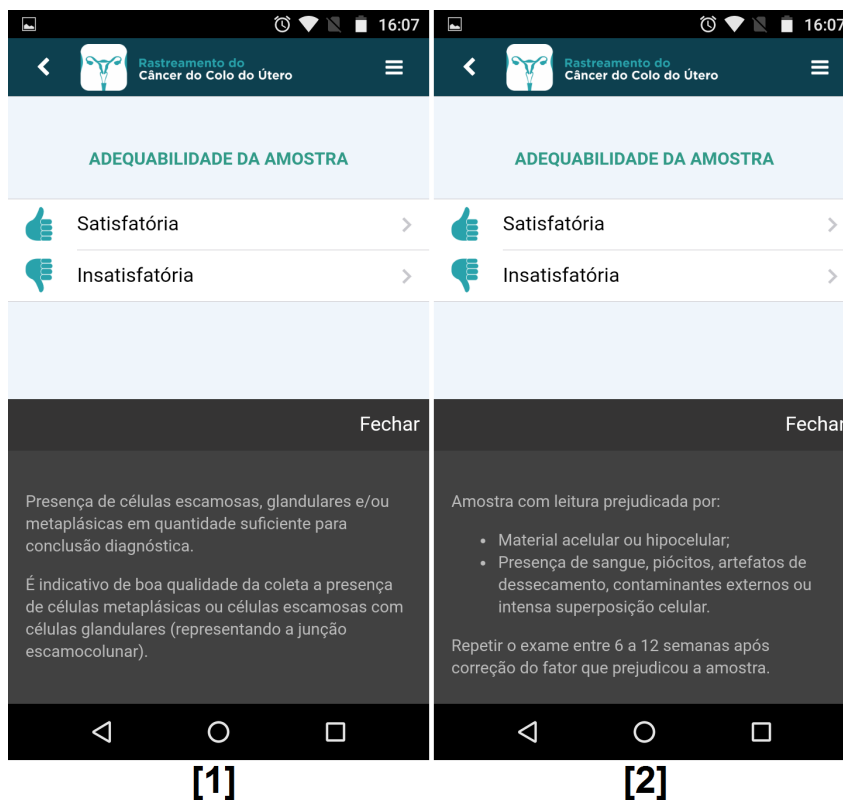 16:07
Rastreamento do
Câncer do Colo do Útero
ADEQUABILIDADE DA AMOSTRA
Satisfatória
Insatisfatória
Fechar
Presença de células escamosas, glandulares e/ou
metaplásicas em quantidade suficiente para
conclusão diagnóstica.
É indicativo de boa qualidade da coleta a presença
de células metaplásicas ou células escamosas com
células glandulares (representando a junção
escamocolunar).
[1]
16:07
Rastreamento do
Câncer do Colo do Útero
ADEQUABILIDADE DA AMOSTRA
Satisfatória
Insatisfatória
Fechar
Amostra com leitura prejudicada por:
• Material acelular ou hipocelular;
• Presença de sangue, piócitos, artefatos de
dessecamento, contaminantes externos ou
intensa superposição celular.
Repetir o exame entre 6 a 12 semanas após
correção do fator que prejudicou a amostra.
[2]